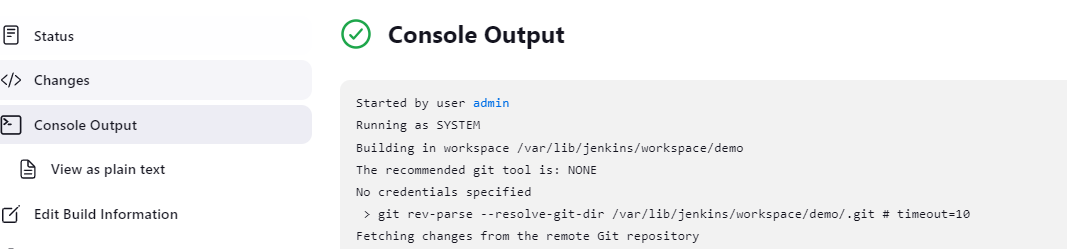 Status
Changes
Console Output
View as plain text
Edit Build Information
Console Output
Started by user admin
Running as SYSTEM
Building in workspace /var/lib/jenkins/workspace/demo
The recommended git tool is: NONE
No credentials specified
> git rev-parse --resolve-git-dir /var/lib/jenkins/workspace/demo/.git # timeout=10
Fetching changes from the remote Git repository